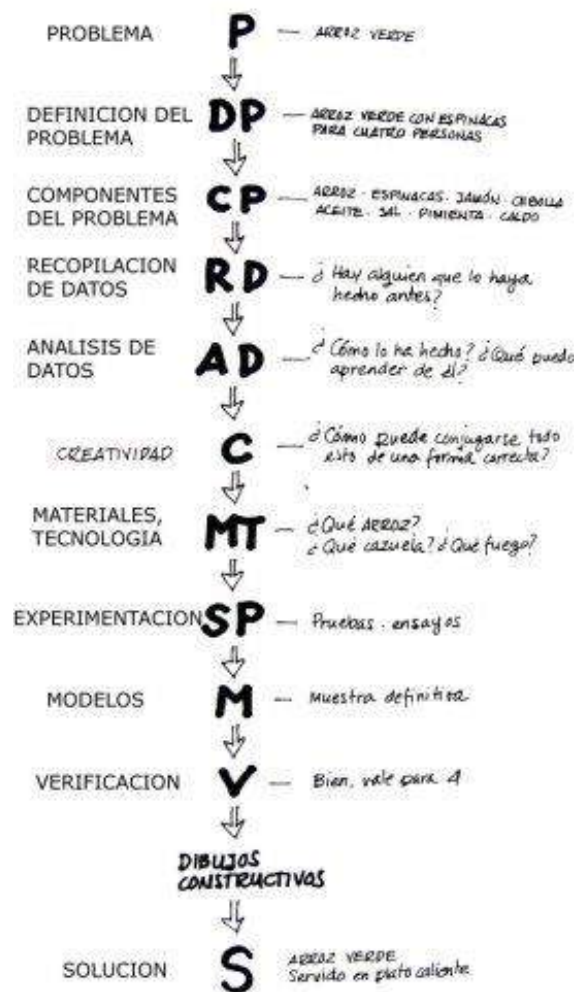 PROBLEMA P — ARROZ VERDE
DEFINICION DEL PROBLEMA DP — ARROZ VERDE CON ESPINACAS
PARA CUATRO PERSONAS
COMPONENTES DEL PROBLEMA CP — ARROZ · ESPINACAS · JAMÓN · CEBOLLA
ACEITE · SAL · PIMIENTA · CALDO
RECOPILACION DE DATOS RD — ¿Hay alguien que lo haya
hecho antes?
ANALISIS DE DATOS AD — ¿Cómo lo ha hecho? ¿Qué puedo
aprender de él?
CREATIVIDAD C — ¿Cómo puede conjugarse todo
esto de una forma correcta?
MATERIALES, TECNOLOGIA MT — ¿Qué ARROZ?
¿Qué cazuela? ¿Qué fuego?
EXPERIMENTACION SP — Pruebas · ensayos
MODELOS M — Muestra definitiva
VERIFICACION V — Bien, vale para 4
DIBUJOS
CONSTRUCTIVOS
SOLUCION S ARROZ VERDE
Servido en plato caliente